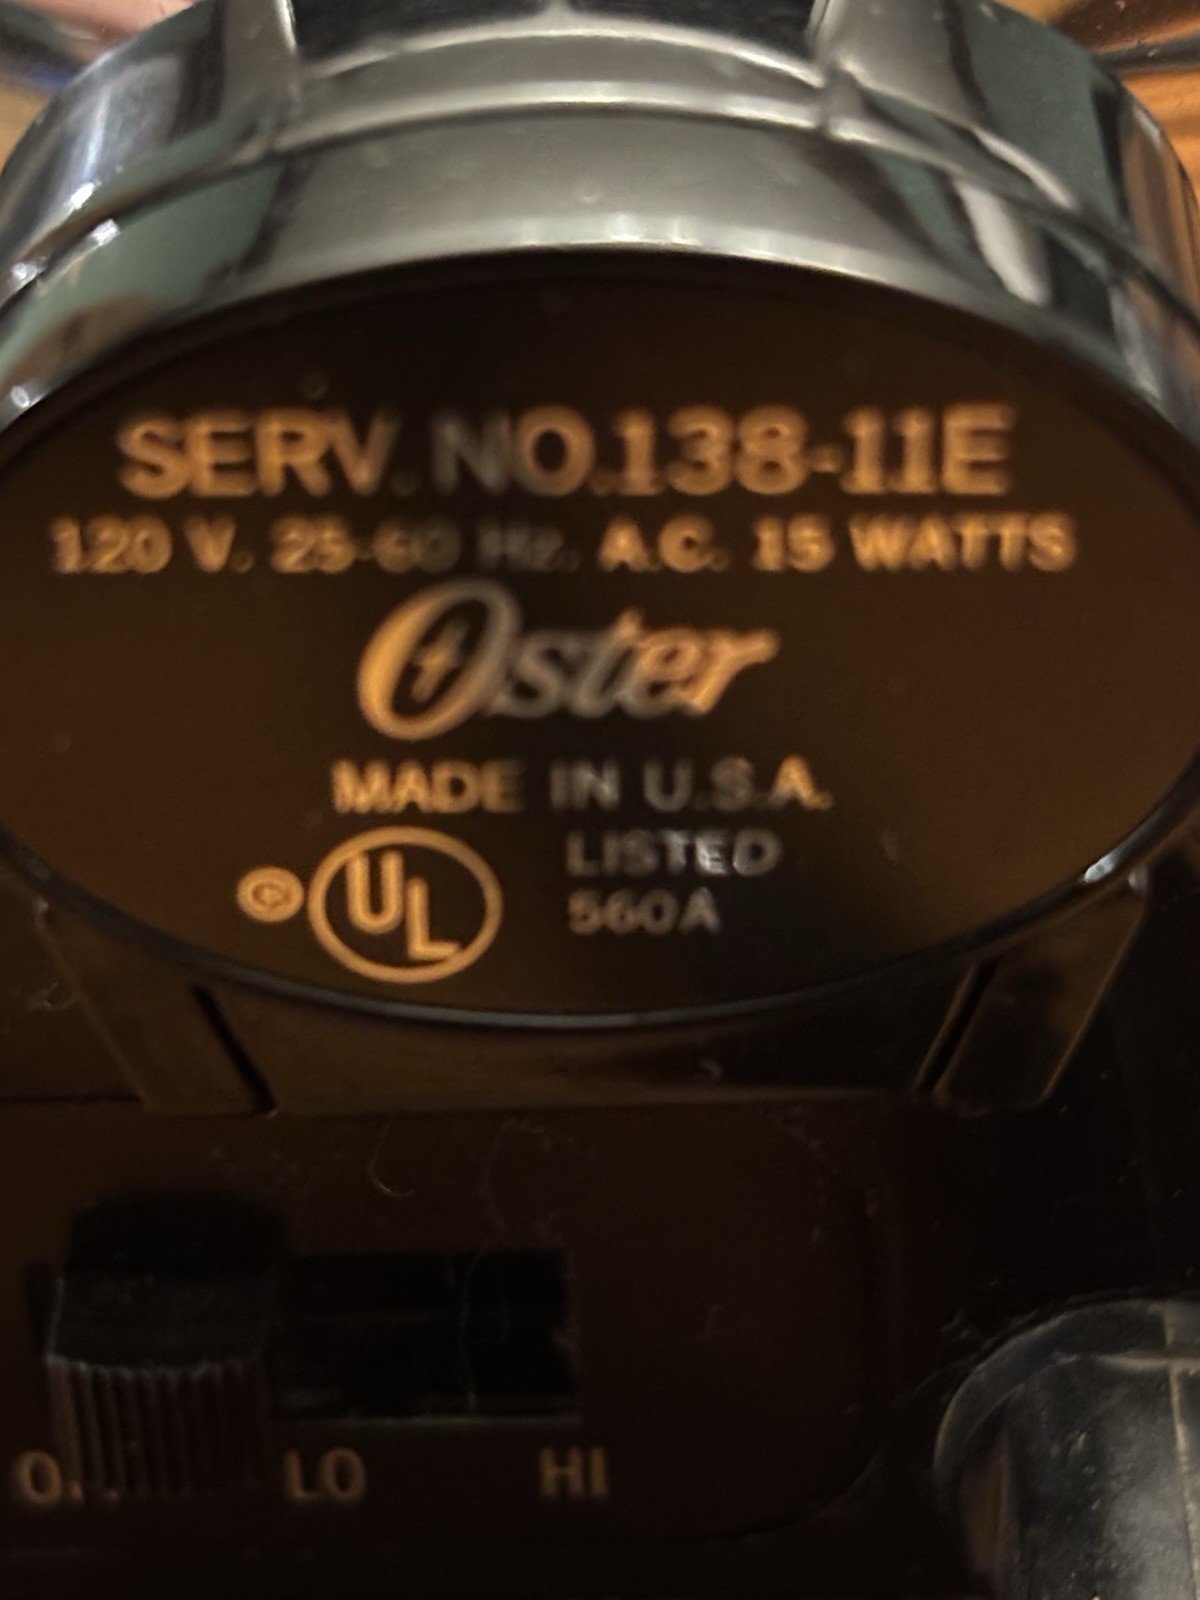 SERV. NO.138-11E
120 V. 25-60 Hz. A.C. 15 WATTS
Oster
MADE IN U.S.A.
© UL LISTED
560A
LO HI